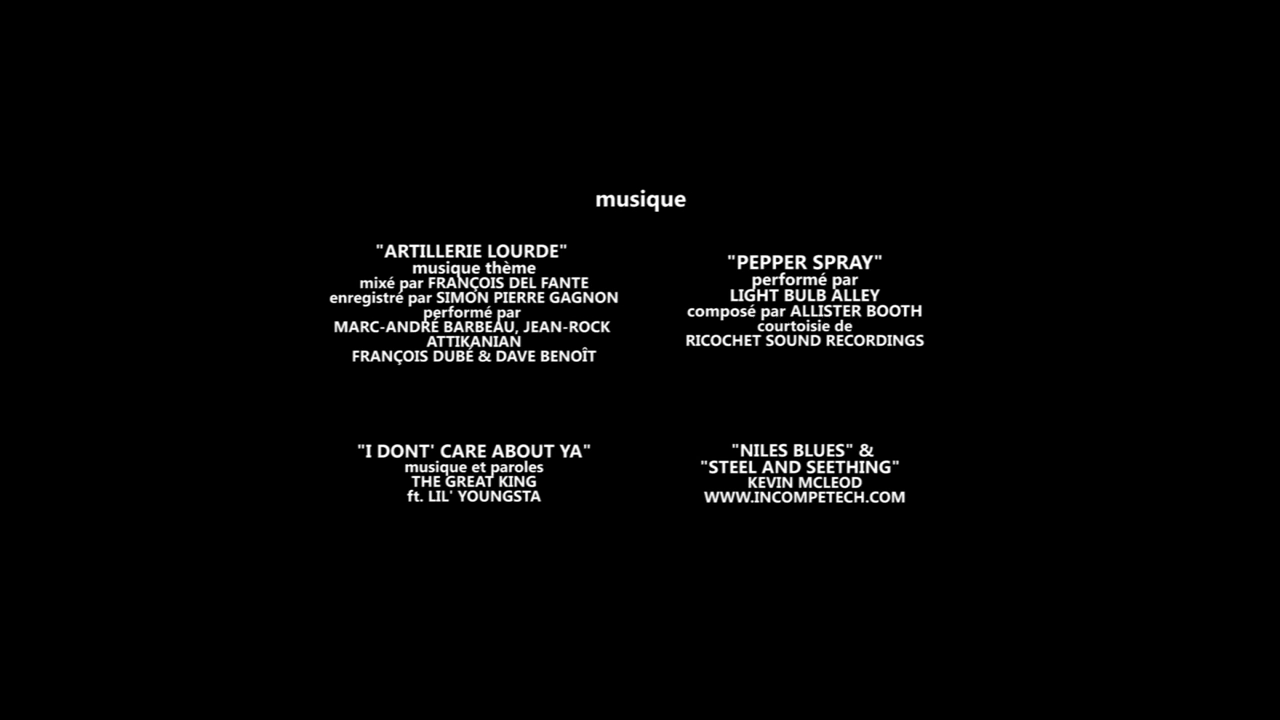 musique
"ARTILLERIE LOURDE"
musique thème
mixé par FRANÇOIS DEL FANTE
enregistré par SIMON PIERRE GAGNON
performé par
MARC-ANDRÉ BARBEAU, JEAN-ROCK
ATTIKANIAN
FRANÇOIS DUBÉ & DAVE BENOÎT
"PEPPER SPRAY"
performé par
LIGHT BULB ALLEY
composé par ALLISTER BOOTH
courtoisie de
RICOCHET SOUND RECORDINGS
"I DONT' CARE ABOUT YA"
musique et paroles
THE GREAT KING
ft. LIL' YOUNGSTA
"NILES BLUES" &
"STEEL AND SEETHING"
KEVIN MCLEOD
WWW.INCOMPETECH.COM